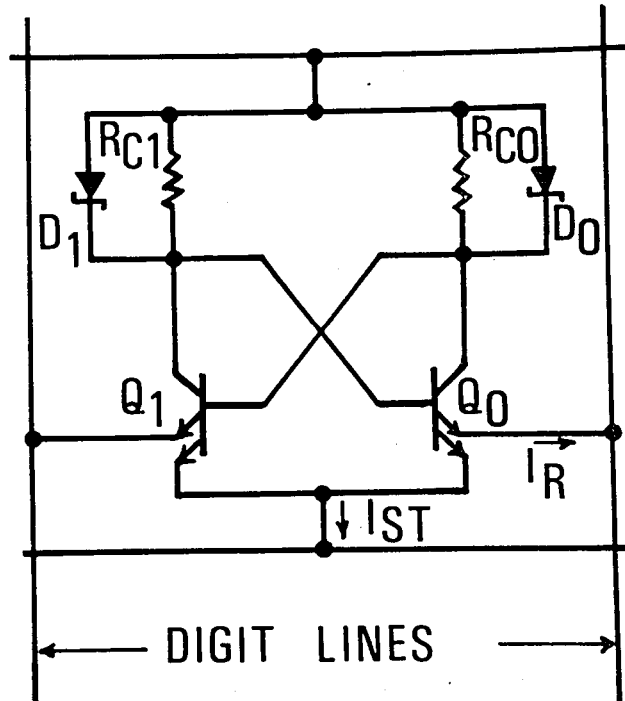 RC1
RC0
D1
D0
Q1
Q0
IR
IST
DIGIT LINES